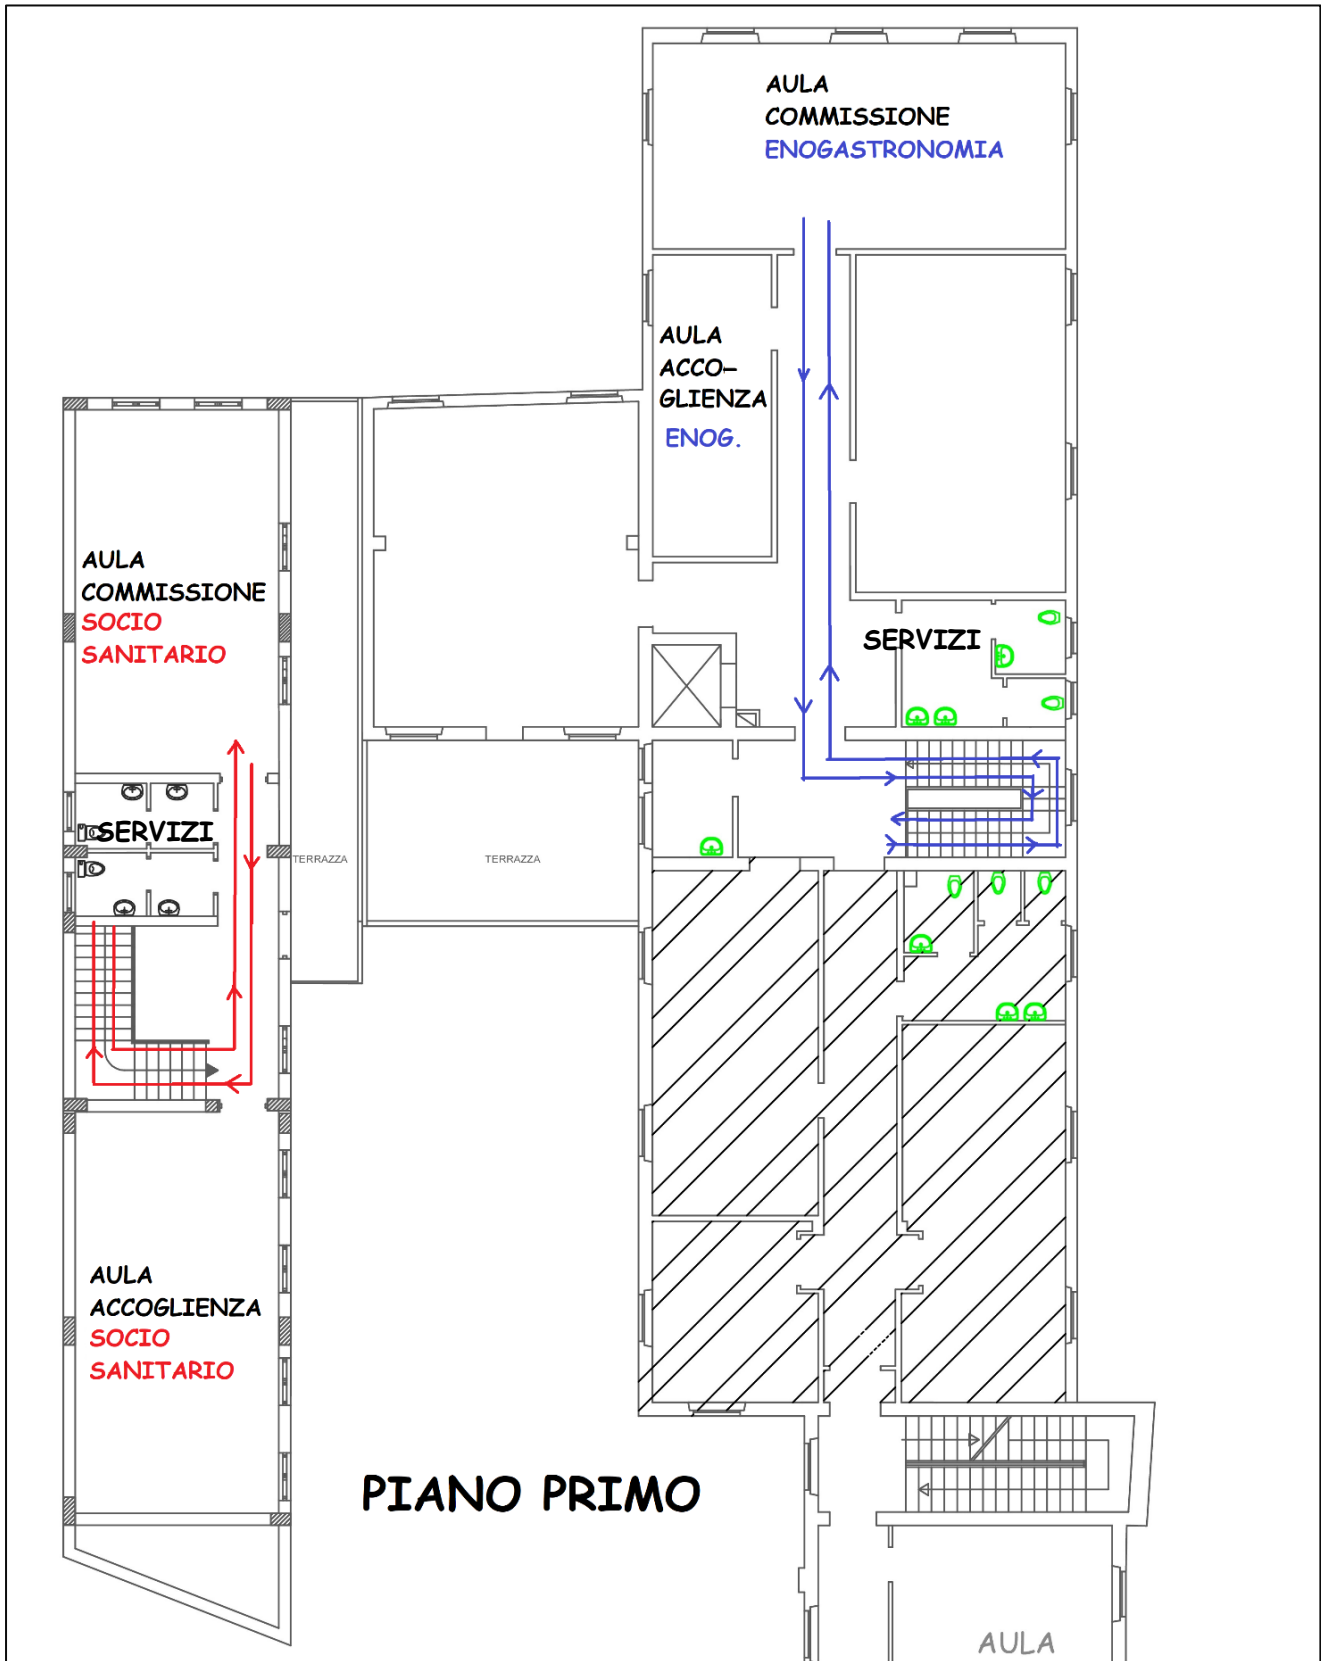 AULA
COMMISSIONE
ENOGASTRONOMIA
AULA
ACCO-
GLIENZA
ENOG.
AULA
COMMISSIONE
SOCIO
SANITARIO
SERVIZI
SERVIZI
TERRAZZA
TERRAZZA
AULA
ACCOGLIENZA
SOCIO
SANITARIO
PIANO PRIMO
AULA